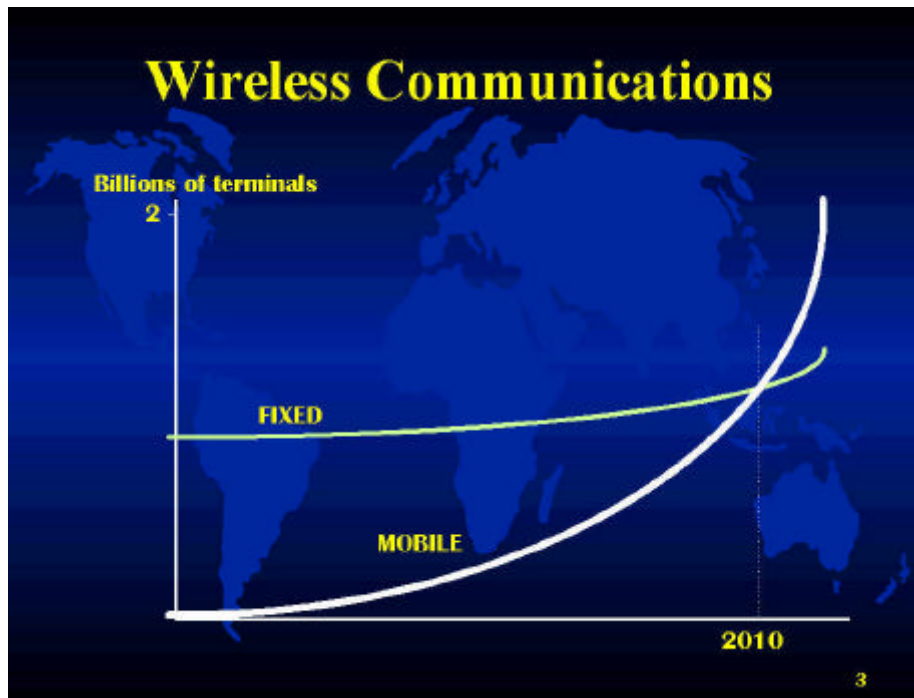 Wireless Communications
Billions of terminals
2
FIXED
MOBILE
2010
3